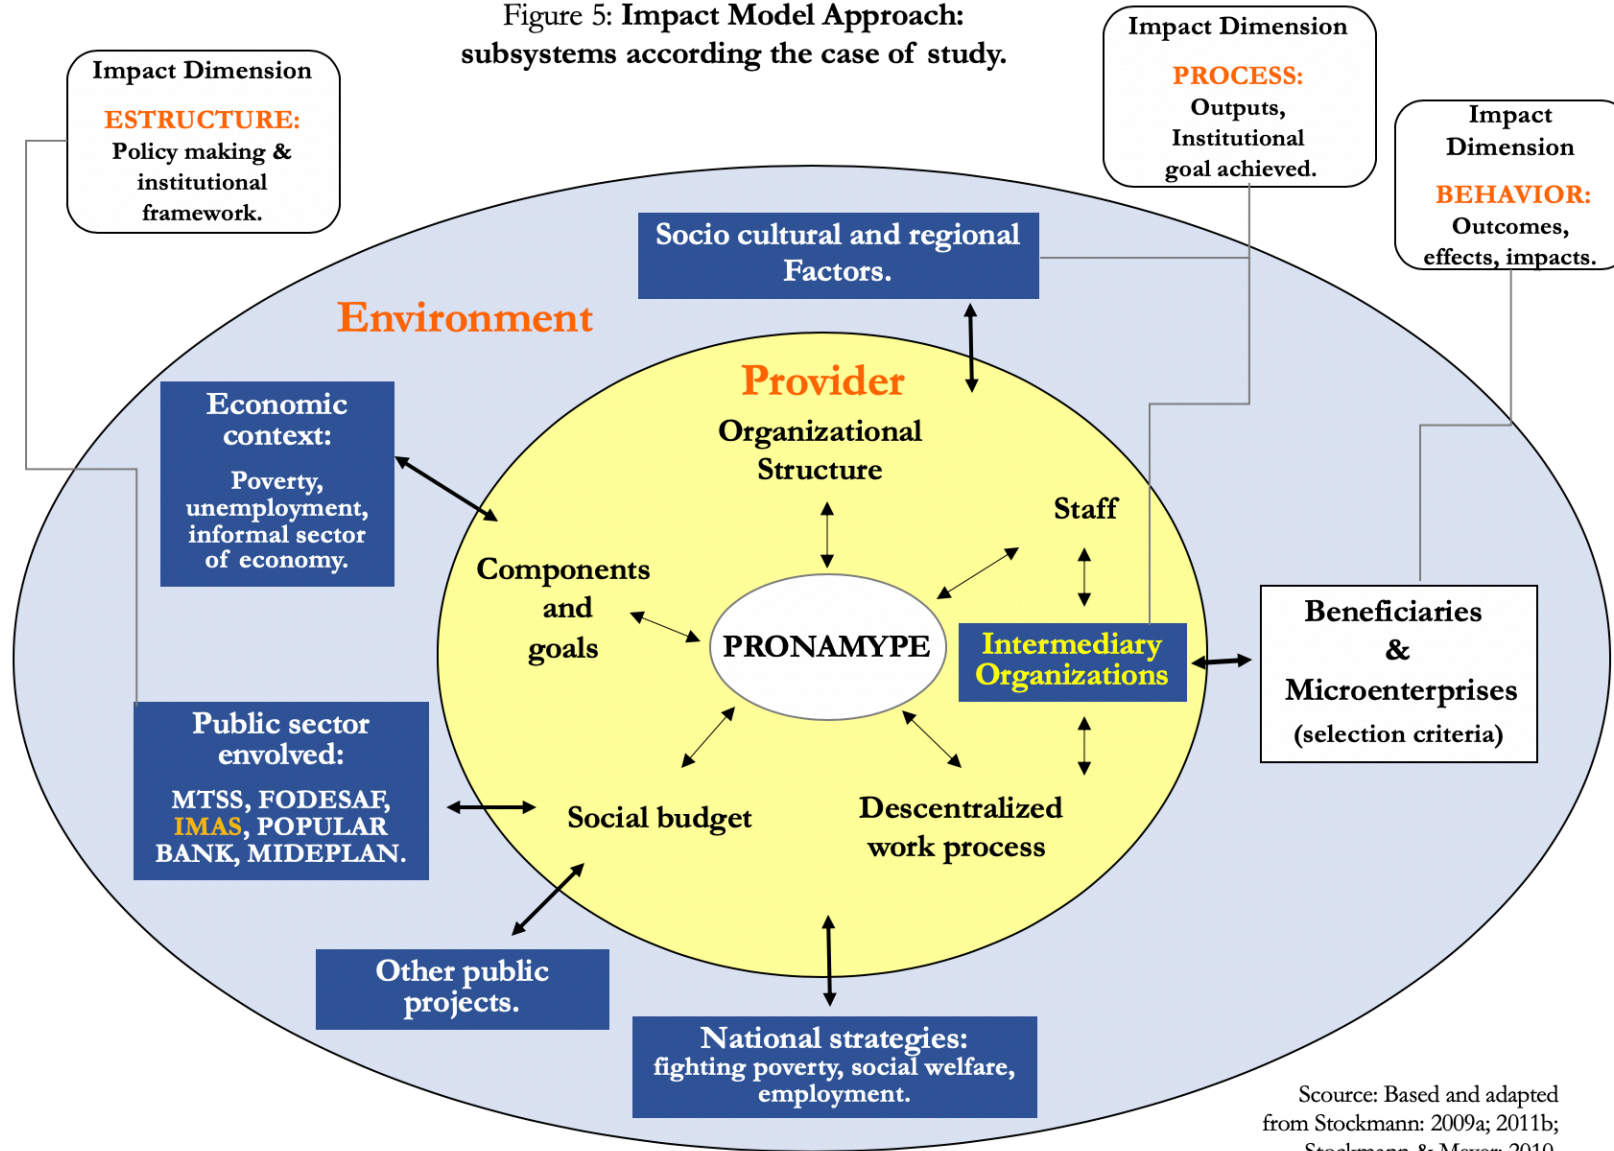 Figure 5: Impact Model Approach:
subsystems according the case of study.
Impact Dimension
ESTRUCTURE:
Policy making &
institutional
framework.
Impact Dimension
PROCESS:
Outputs,
Institutional
goal achieved.
Impact
Dimension
BEHAVIOR:
Outcomes,
effects, impacts.
Socio cultural and regional
Factors.
Environment
Provider
Organizational
Structure
Economic
context:
Poverty,
unemployment,
informal sector
of economy.
Staff
Components
and
goals
PRONAMYPE
Intermediary
Organizations
Beneficiaries
&
Microenterprises
(selection criteria)
Public sector
envolved:
MTSS, FODESAF,
IMAS, POPULAR
BANK, MIDEPLAN.
Social budget
Descentralized
work process
Other public
projects.
National strategies:
fighting poverty, social welfare,
employment.
Scource: Based and adapted
from Stockmann: 2009a; 2011b;
Stockmann & Meyer: 2010.